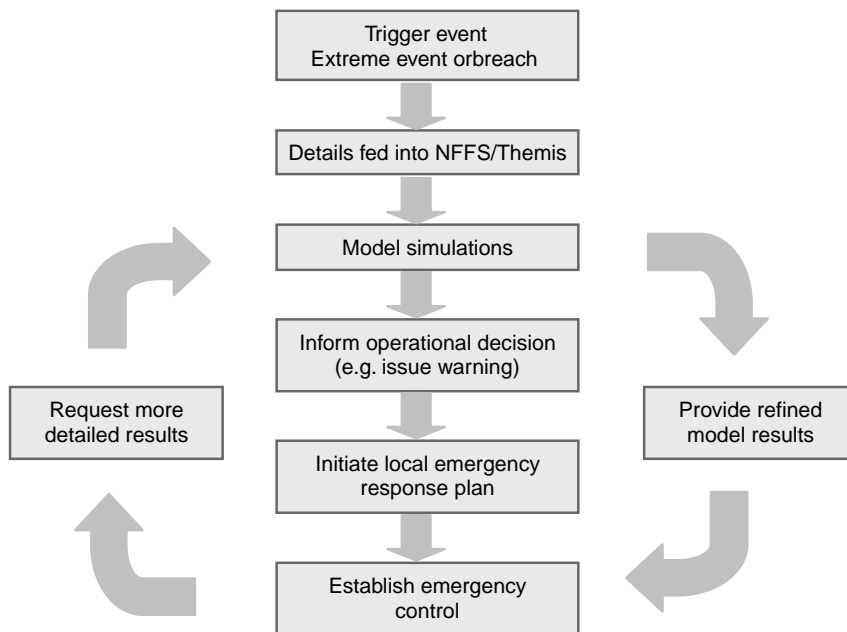 Trigger event
Extreme event orbreach
Details fed into NFFS/Themis
Model simulations
Inform operational decision
(e.g. issue warning)
Request more
detailed results
Provide refined
model results
Initiate local emergency
response plan
Establish emergency
control